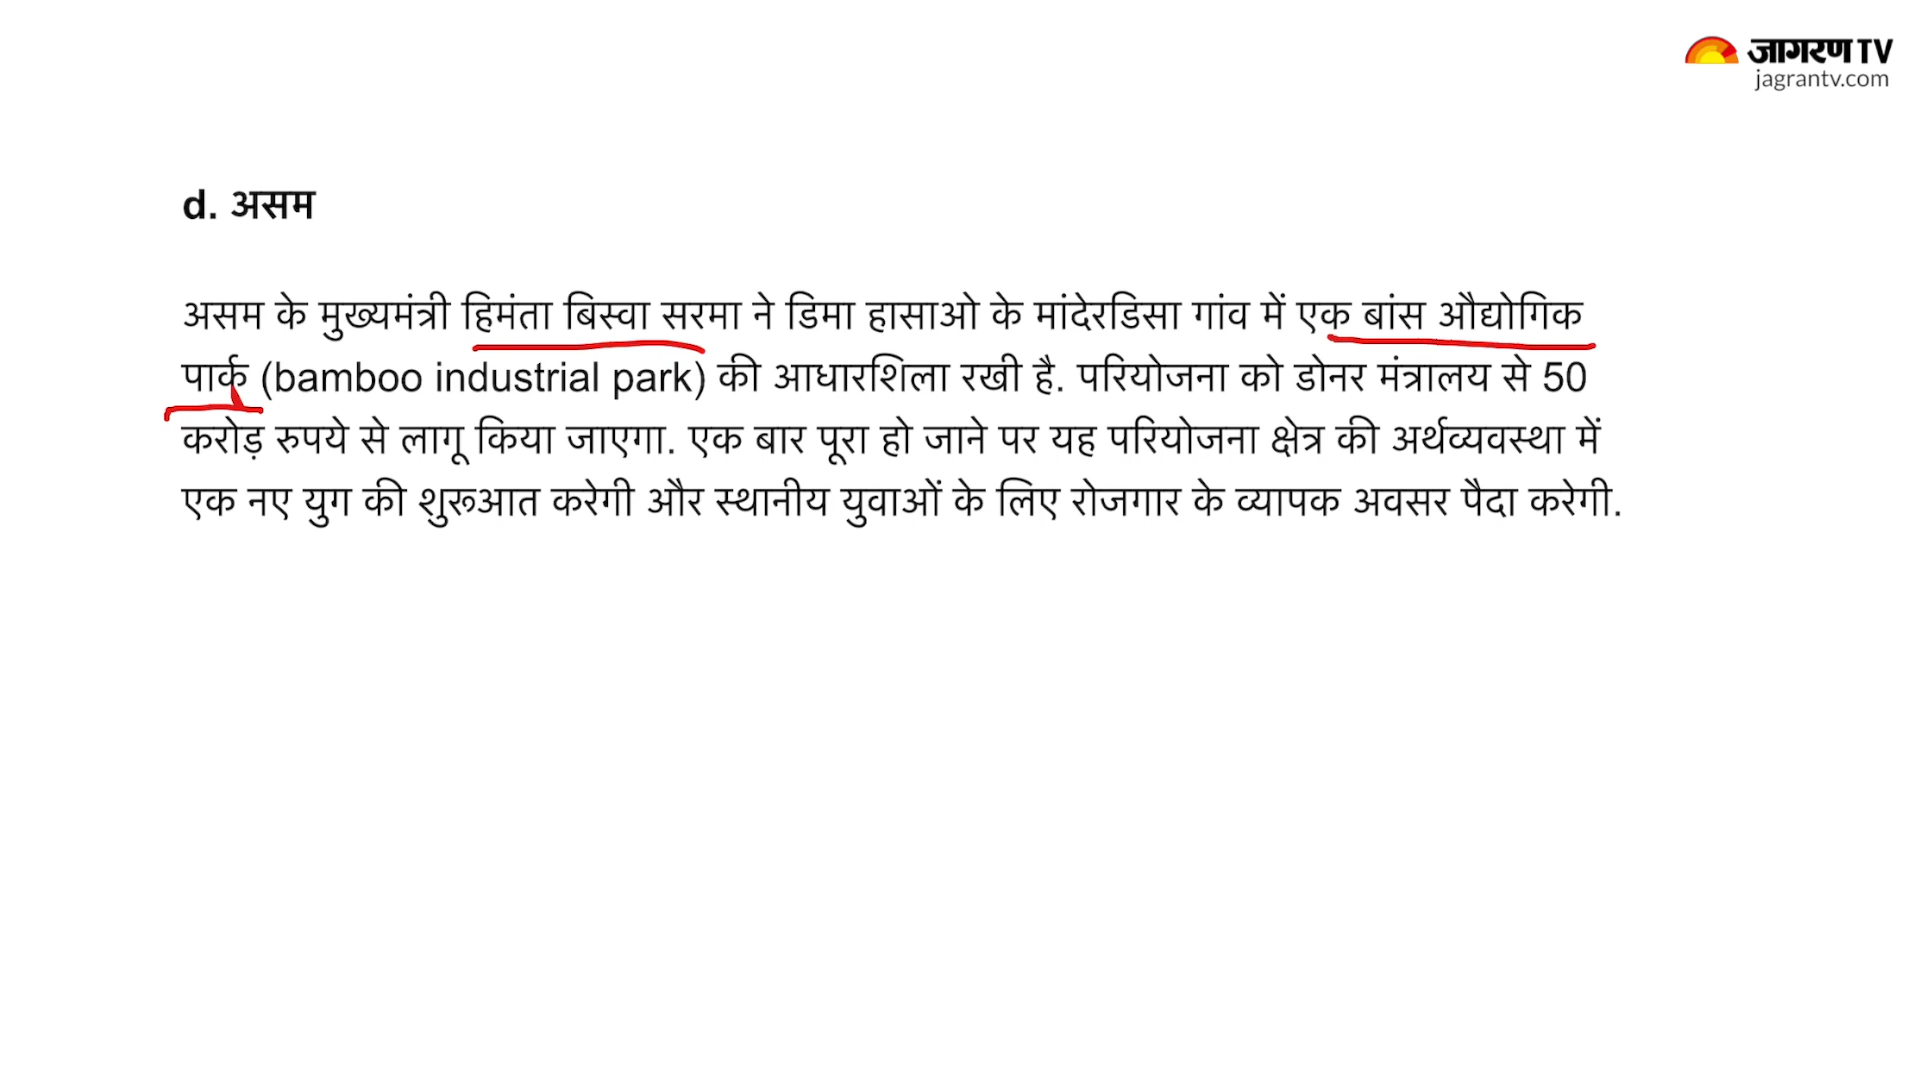 जागरण TV
jagrantv.com
d. असम
असम के मुख्यमंत्री हिमंता बिस्वा सरमा ने डिमा हासाओ के मांदेरडिसा गांव में एक बांस औद्योगिक
पार्क (bamboo industrial park) की आधारशिला रखी है. परियोजना को डोनर मंत्रालय से 50
करोड़ रुपये से लागू किया जाएगा. एक बार पूरा हो जाने पर यह परियोजना क्षेत्र की अर्थव्यवस्था में
एक नए युग की शुरूआत करेगी और स्थानीय युवाओं के लिए रोजगार के व्यापक अवसर पैदा करेगी.